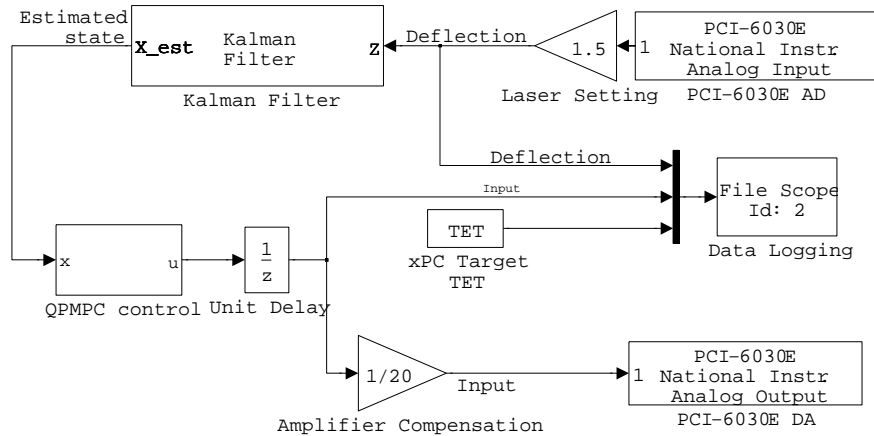 Estimated
state
X_est
Kalman
Filter
Z
Kalman Filter
Deflection
1.5
Laser Setting
1
PCI-6030E
National Instr
Analog Input
PCI-6030E AD
Deflection
Input
TET
xPC Target
TET
File Scope
Id: 2
Data Logging
x
u
QPMPC control
1
z
Unit Delay
1/20
Amplifier Compensation
Input
1
PCI-6030E
National Instr.
Analog Output
PCI-6030E DA